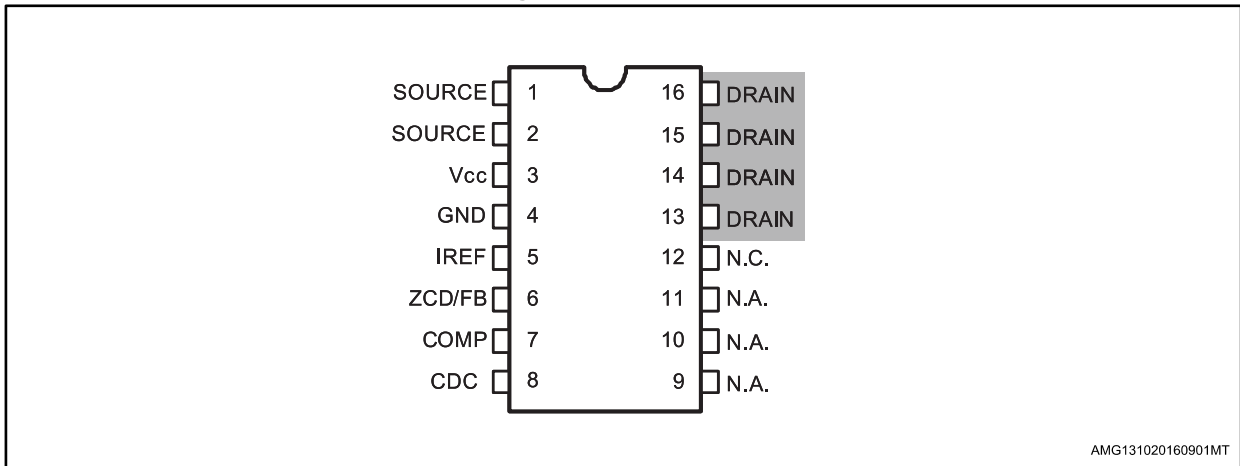 SOURCE 1 16 DRAIN
SOURCE 2 15 DRAIN
Vcc 3 14 DRAIN
GND 4 13 DRAIN
IREF 5 12 N.C.
ZCD/FB 6 11 N.A.
COMP 7 10 N.A.
CDC 8 9 N.A.
AMG131020160901MT